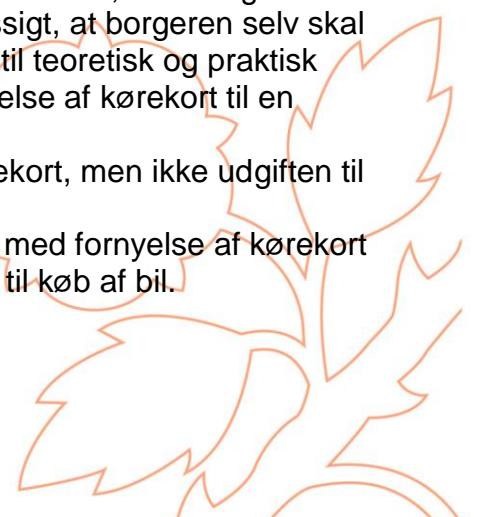 ssigt, at borgeren selv skal
til teoretisk og praktisk
else af kørekort til en
ekort, men ikke udgiften til
med fornyelse af kørekort
til køb af bil.